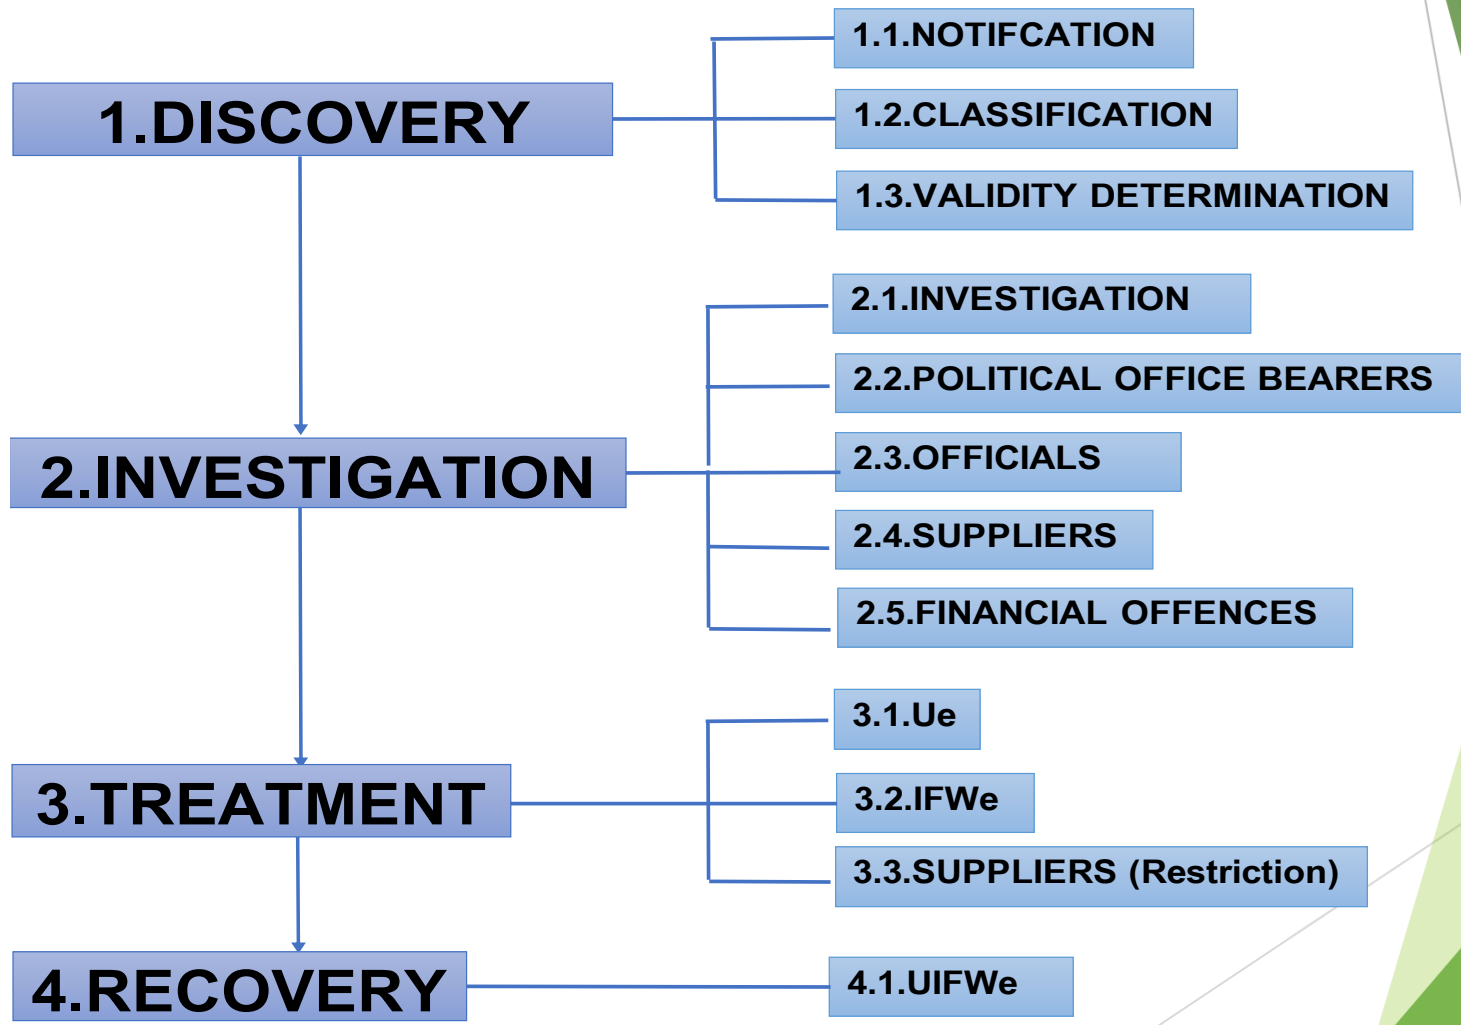 1.DISCOVERY
1.1.NOTIFCATION
1.2.CLASSIFICATION
1.3.VALIDITY DETERMINATION
2.INVESTIGATION
2.1.INVESTIGATION
2.2.POLITICAL OFFICE BEARERS
2.3.OFFICIALS
2.4.SUPPLIERS
2.5.FINANCIAL OFFENCES
3.TREATMENT
3.1.Ue
3.2.IFWe
3.3.SUPPLIERS (Restriction)
4.RECOVERY
4.1.UIFWe